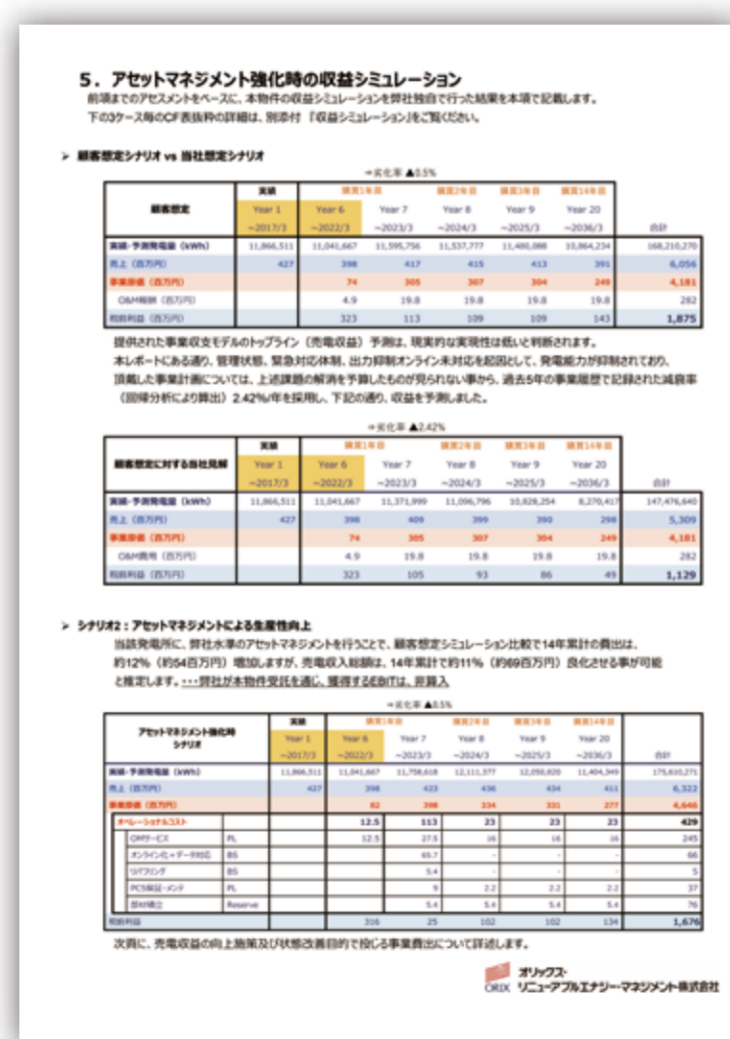 5．アセットマネジメント強化時の収益シミュレーション
前項までのアセスメントをベースに、本物件の収益シミュレーションを弊社独自で行った結果を本項で記載します。
下の3ケース毎のCF表抜粋の詳細は、別添付 『収益シミュレーション』をご覧ください。
➢ 顧客想定シナリオ vs 当社想定シナリオ
⇒劣化率 ▲0.5%
顧客想定 実績 購買1年目 購買2年目 購買3年目 購買14年目
Year 1 Year 6 Year 7 Year 8 Year 9 Year 20
~2017/3 ~2022/3 ~2023/3 ~2024/3 ~2025/3 ~2036/3 合計
実績･予測発電量（kWh） 11,866,511 11,041,667 11,595,756 11,537,777 11,480,088 10,864,234 168,210,270
売上（百万円） 427 398 417 415 413 391 6,056
事業原価（百万円） 74 305 307 304 249 4,181
O&M報酬（百万円） 4.9 19.8 19.8 19.8 19.8 282
税前利益（百万円） 323 113 109 109 143 1,875
提供された事業収支モデルのトップライン（売電収益）予測は、現実的な実現性は低いと判断されます。
本レポートにある通り、管理状態、緊急対応体制、出力抑制オンライン未対応を起因として、発電能力が抑制されており、
頂戴した事業計画については、上述課題の解消を予算したものが見られない事から、過去5年の事業履歴で記録された減衰率
（回帰分析により算出）2.42%/年を採用し、下記の通り、収益を予測しました。
⇒劣化率 ▲2.42%
顧客想定に対する当社見解 実績 購買1年目 購買2年目 購買3年目 購買14年目
Year 1 Year 6 Year 7 Year 8 Year 9 Year 20
~2017/3 ~2022/3 ~2023/3 ~2024/3 ~2025/3 ~2036/3 合計
実績･予測発電量（kWh） 11,866,511 11,041,667 11,371,999 11,096,796 10,828,254 8,270,417 147,476,640
売上（百万円） 427 398 409 399 390 298 5,309
事業原価（百万円） 74 305 307 304 249 4,181
O&M費用（百万円） 4.9 19.8 19.8 19.8 19.8 282
税前利益（百万円） 323 105 93 86 49 1,129
➢ シナリオ2：アセットマネジメントによる生産性向上
当該発電所に、弊社水準のアセットマネジメントを行うことで、顧客想定シミュレーション比較で14年累計の費出は、
約12%（約54百万円）増加しますが、売電収入総額は、14年累計で約11%（約69百万円）良化させる事が可能
と推定します。･･･弊社が本物件受託を通じ、獲得するEBITは、非算入
⇒劣化率 ▲0.5%
アセットマネジメント強化時 実績 購買1年目 購買2年目 購買3年目 購買14年目
シナリオ Year 1 Year 6 Year 7 Year 8 Year 9 Year 20
~2017/3 ~2022/3 ~2023/3 ~2024/3 ~2025/3 ~2036/3 合計
実績･予測発電量（kWh） 11,866,511 11,041,667 11,758,618 12,111,377 12,050,820 11,404,349 175,610,271
売上（百万円） 427 398 423 436 434 411 6,322
事業原価（百万円） 82 398 334 331 277 4,646
オペレーショナルコスト 12.5 113 23 23 23 429
OMサービス PL 12.5 27.5 16 16 16 245
オンライン化+データ対応 BS 65.7 - - - 66
リパワリング BS 5.4 - - - 5
PCS保証・メンテ PL 9 2.2 2.2 2.2 37
部材積立 Reserve 5.4 5.4 5.4 5.4 76
税前利益 316 25 102 102 134 1,676
次頁に、売電収益の向上施策及び状態改善目的で投じる事業費出について詳述します。
ORIX オリックス･
リニューアブルエナジー･マネジメント株式会社